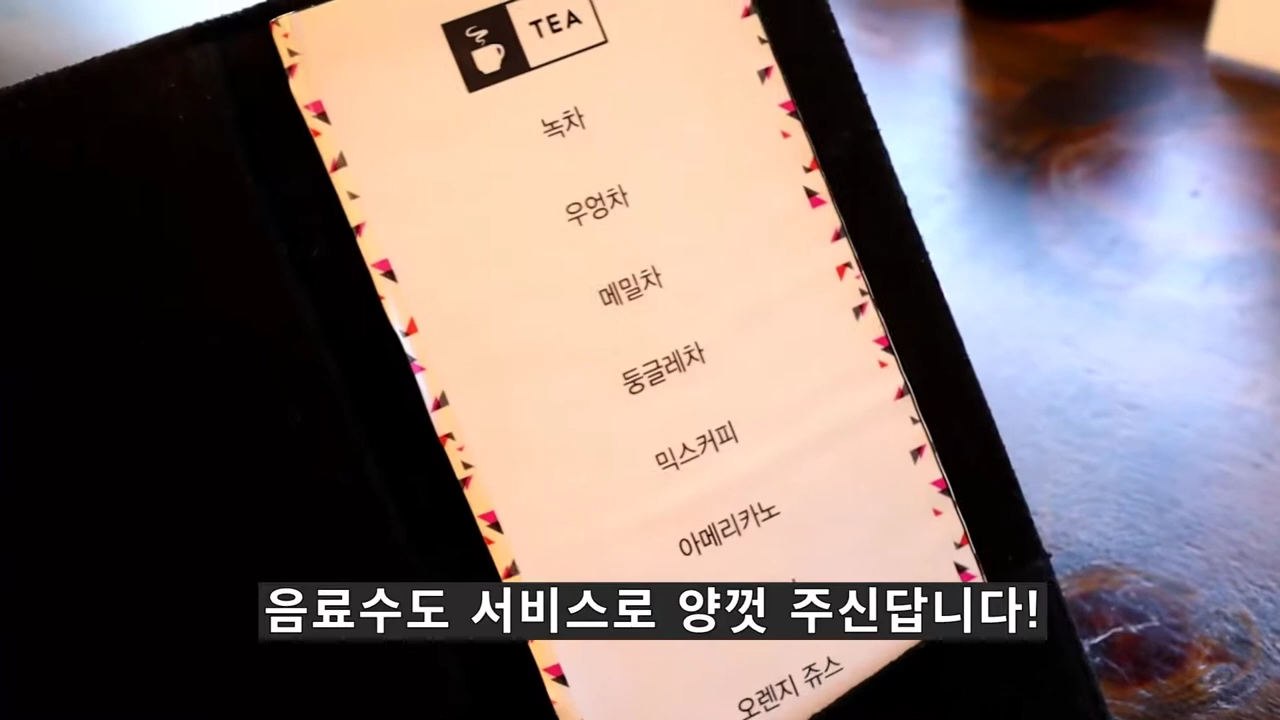 TEA
녹차
우엉차
메밀차
둥글레차
믹스커피
아메리카노
음료수도 서비스로 양껏 주신답니다!
오렌지 쥬스